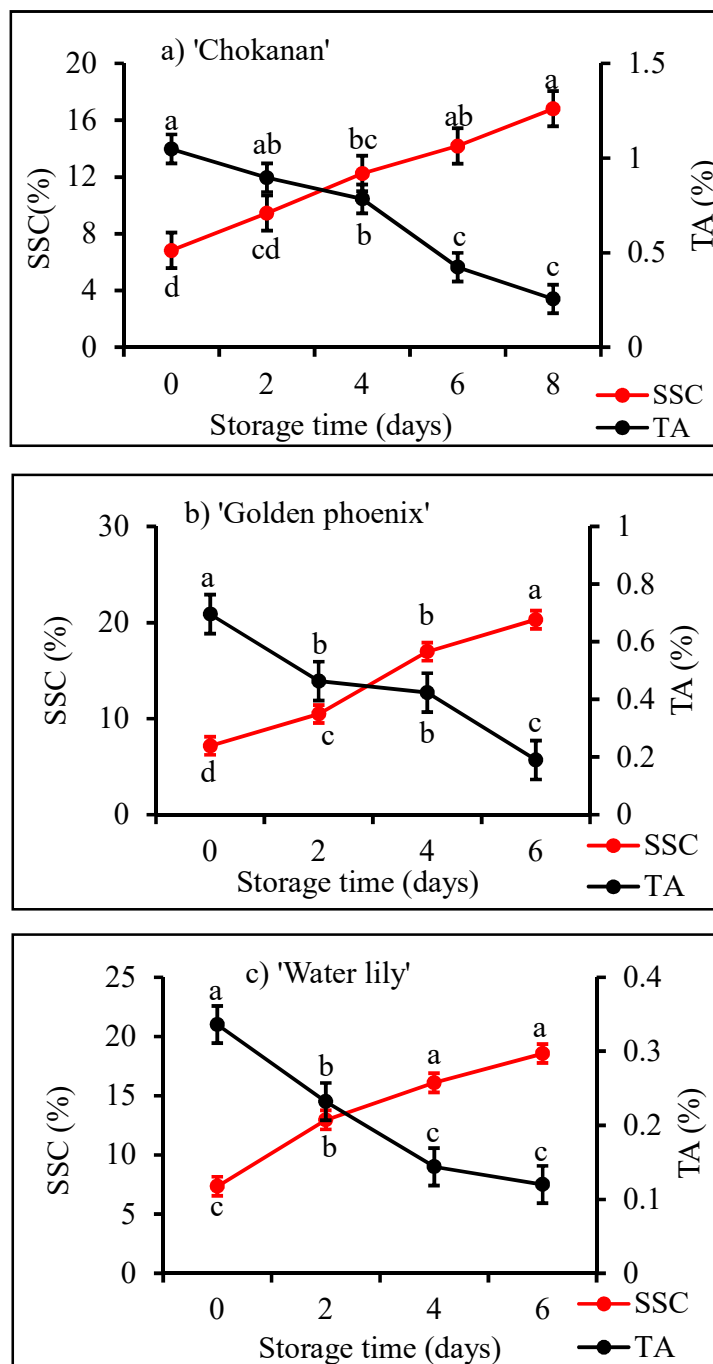 a) 'Chokanan'
20
16
12
8
4
0
SSC(%)
1.5
1
0.5
0
TA (%)
a
ab
bc
ab
a
d
cd
b
c
c
0 2 4 6 8
Storage time (days)
SSC
TA
b) 'Golden phoenix'
30
20
10
0
SSC (%)
1
0.8
0.6
0.4
0.2
0
TA (%)
a
b
b
a
d
c
b
c
0 2 4 6
Storage time (days)
SSC
TA
c) 'Water lily'
25
20
15
10
5
0
SSC (%)
0.4
0.3
0.2
0.1
0
TA (%)
a
b
a
a
c
b
c
c
0 2 4 6
Storage time (days)
SSC
TA